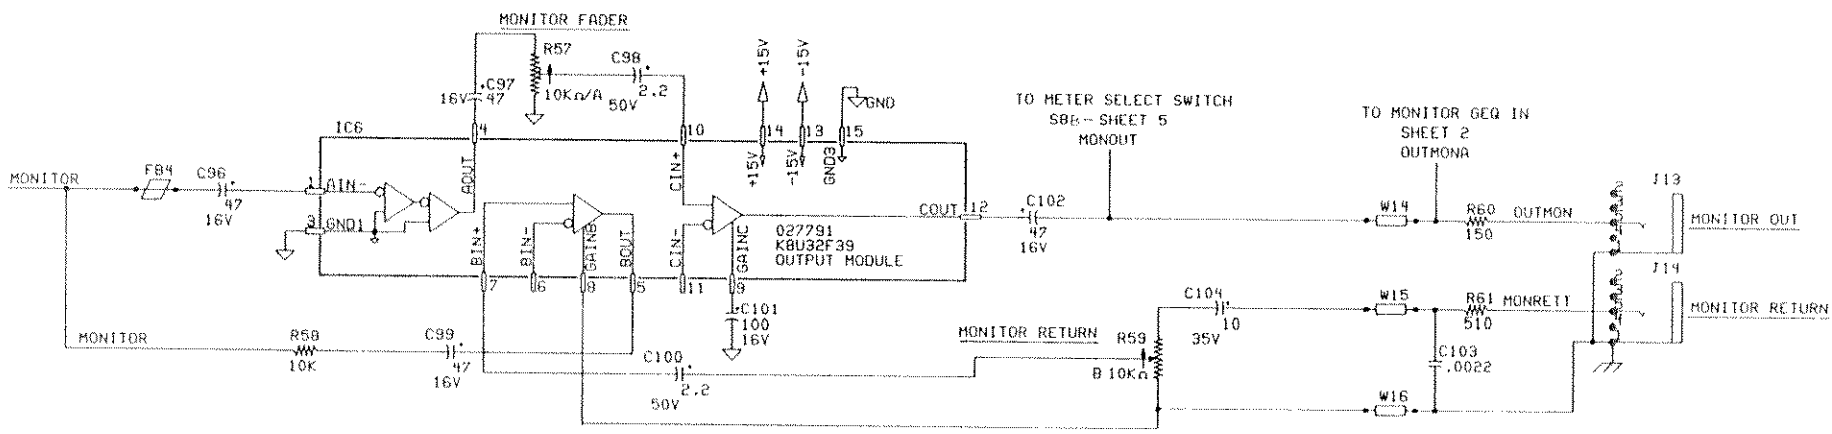 MONITOR FADER
R57
10KΩ/A
C97
47
16V
C98
2.2
50V
+15V
-15V
GND
IC6
4
10
14
13
15
+15V
-15V
GND3
TO METER SELECT SWITCH
S8B-SHEET 5
MONOUT
TO MONITOR GEQ IN
SHEET 2
OUTMONA
MONITOR
FB4
C96
47
16V
1
AIN-
3
GND1
AOUT
BIN+
BIN-
GAINB
BOUT
CIN+
CIN-
GAINC
COUT
12
027791
K8U32F39
OUTPUT MODULE
7
6
8
5
11
9
C101
100
16V
C102
47
16V
W14
R60
150
OUTMON
J13
MONITOR OUT
J14
MONITOR RETURN
W15
R61
510
MONRETT
C104
10
35V
MONITOR RETURN
R59
B 10KΩ
C103
.0022
W16
MONITOR
R58
10K
C99
47
16V
C100
2.2
50V